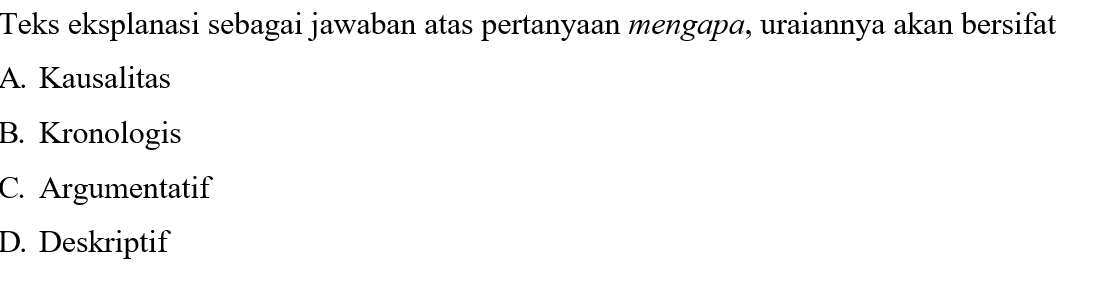 Teks eksplanasi sebagai jawaban atas pertanyaan mengapa, uraiannya akan bersifat
A. Kausalitas
B. Kronologis
C. Argumentatif
D. Deskriptif